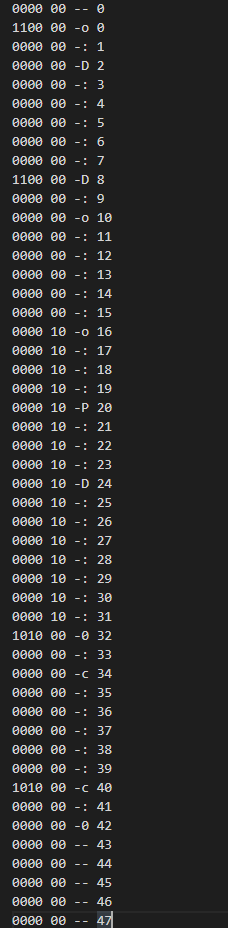 0000 00 -- 0
1100 00 -o 0
0000 00 -: 1
0000 00 -D 2
0000 00 -: 3
0000 00 -: 4
0000 00 -: 5
0000 00 -: 6
0000 00 -: 7
1100 00 -D 8
0000 00 -: 9
0000 00 -o 10
0000 00 -: 11
0000 00 -: 12
0000 00 -: 13
0000 00 -: 14
0000 00 -: 15
0000 10 -o 16
0000 10 -: 17
0000 10 -: 18
0000 10 -: 19
0000 10 -P 20
0000 10 -: 21
0000 10 -: 22
0000 10 -: 23
0000 10 -D 24
0000 10 -: 25
0000 10 -: 26
0000 10 -: 27
0000 10 -: 28
0000 10 -: 29
0000 10 -: 30
0000 10 -: 31
1010 00 -0 32
0000 00 -: 33
0000 00 -c 34
0000 00 -: 35
0000 00 -: 36
0000 00 -: 37
0000 00 -: 38
0000 00 -: 39
1010 00 -c 40
0000 00 -: 41
0000 00 -0 42
0000 00 -- 43
0000 00 -- 44
0000 00 -- 45
0000 00 -- 46
0000 00 -- 47